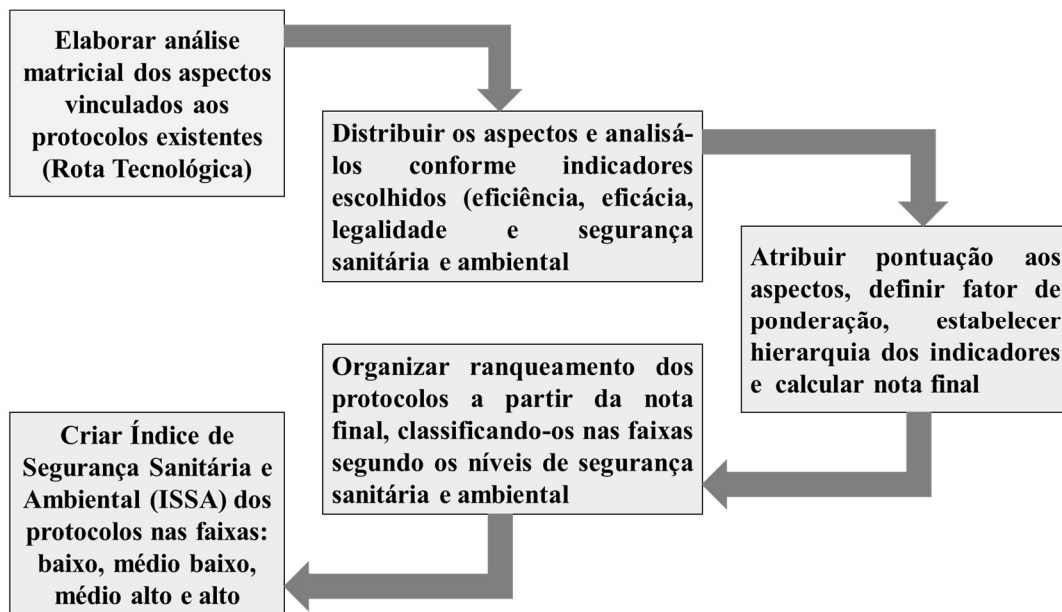 Elaborar análise
matricial dos aspectos
vinculados aos
protocolos existentes
(Rota Tecnológica)
Distribuir os aspectos e analisá-
los conforme indicadores
escolhidos (eficiência, eficácia,
legalidade e segurança
sanitária e ambiental
Atribuir pontuação aos
aspectos, definir fator de
ponderação, estabelecer
hierarquia dos indicadores
e calcular nota final
Organizar ranqueamento dos
protocolos a partir da nota
final, classificando-os nas faixas
segundo os níveis de segurança
sanitária e ambiental
Criar Índice de
Segurança Sanitária e
Ambiental (ISSA) dos
protocolos nas faixas:
baixo, médio baixo,
médio alto e alto